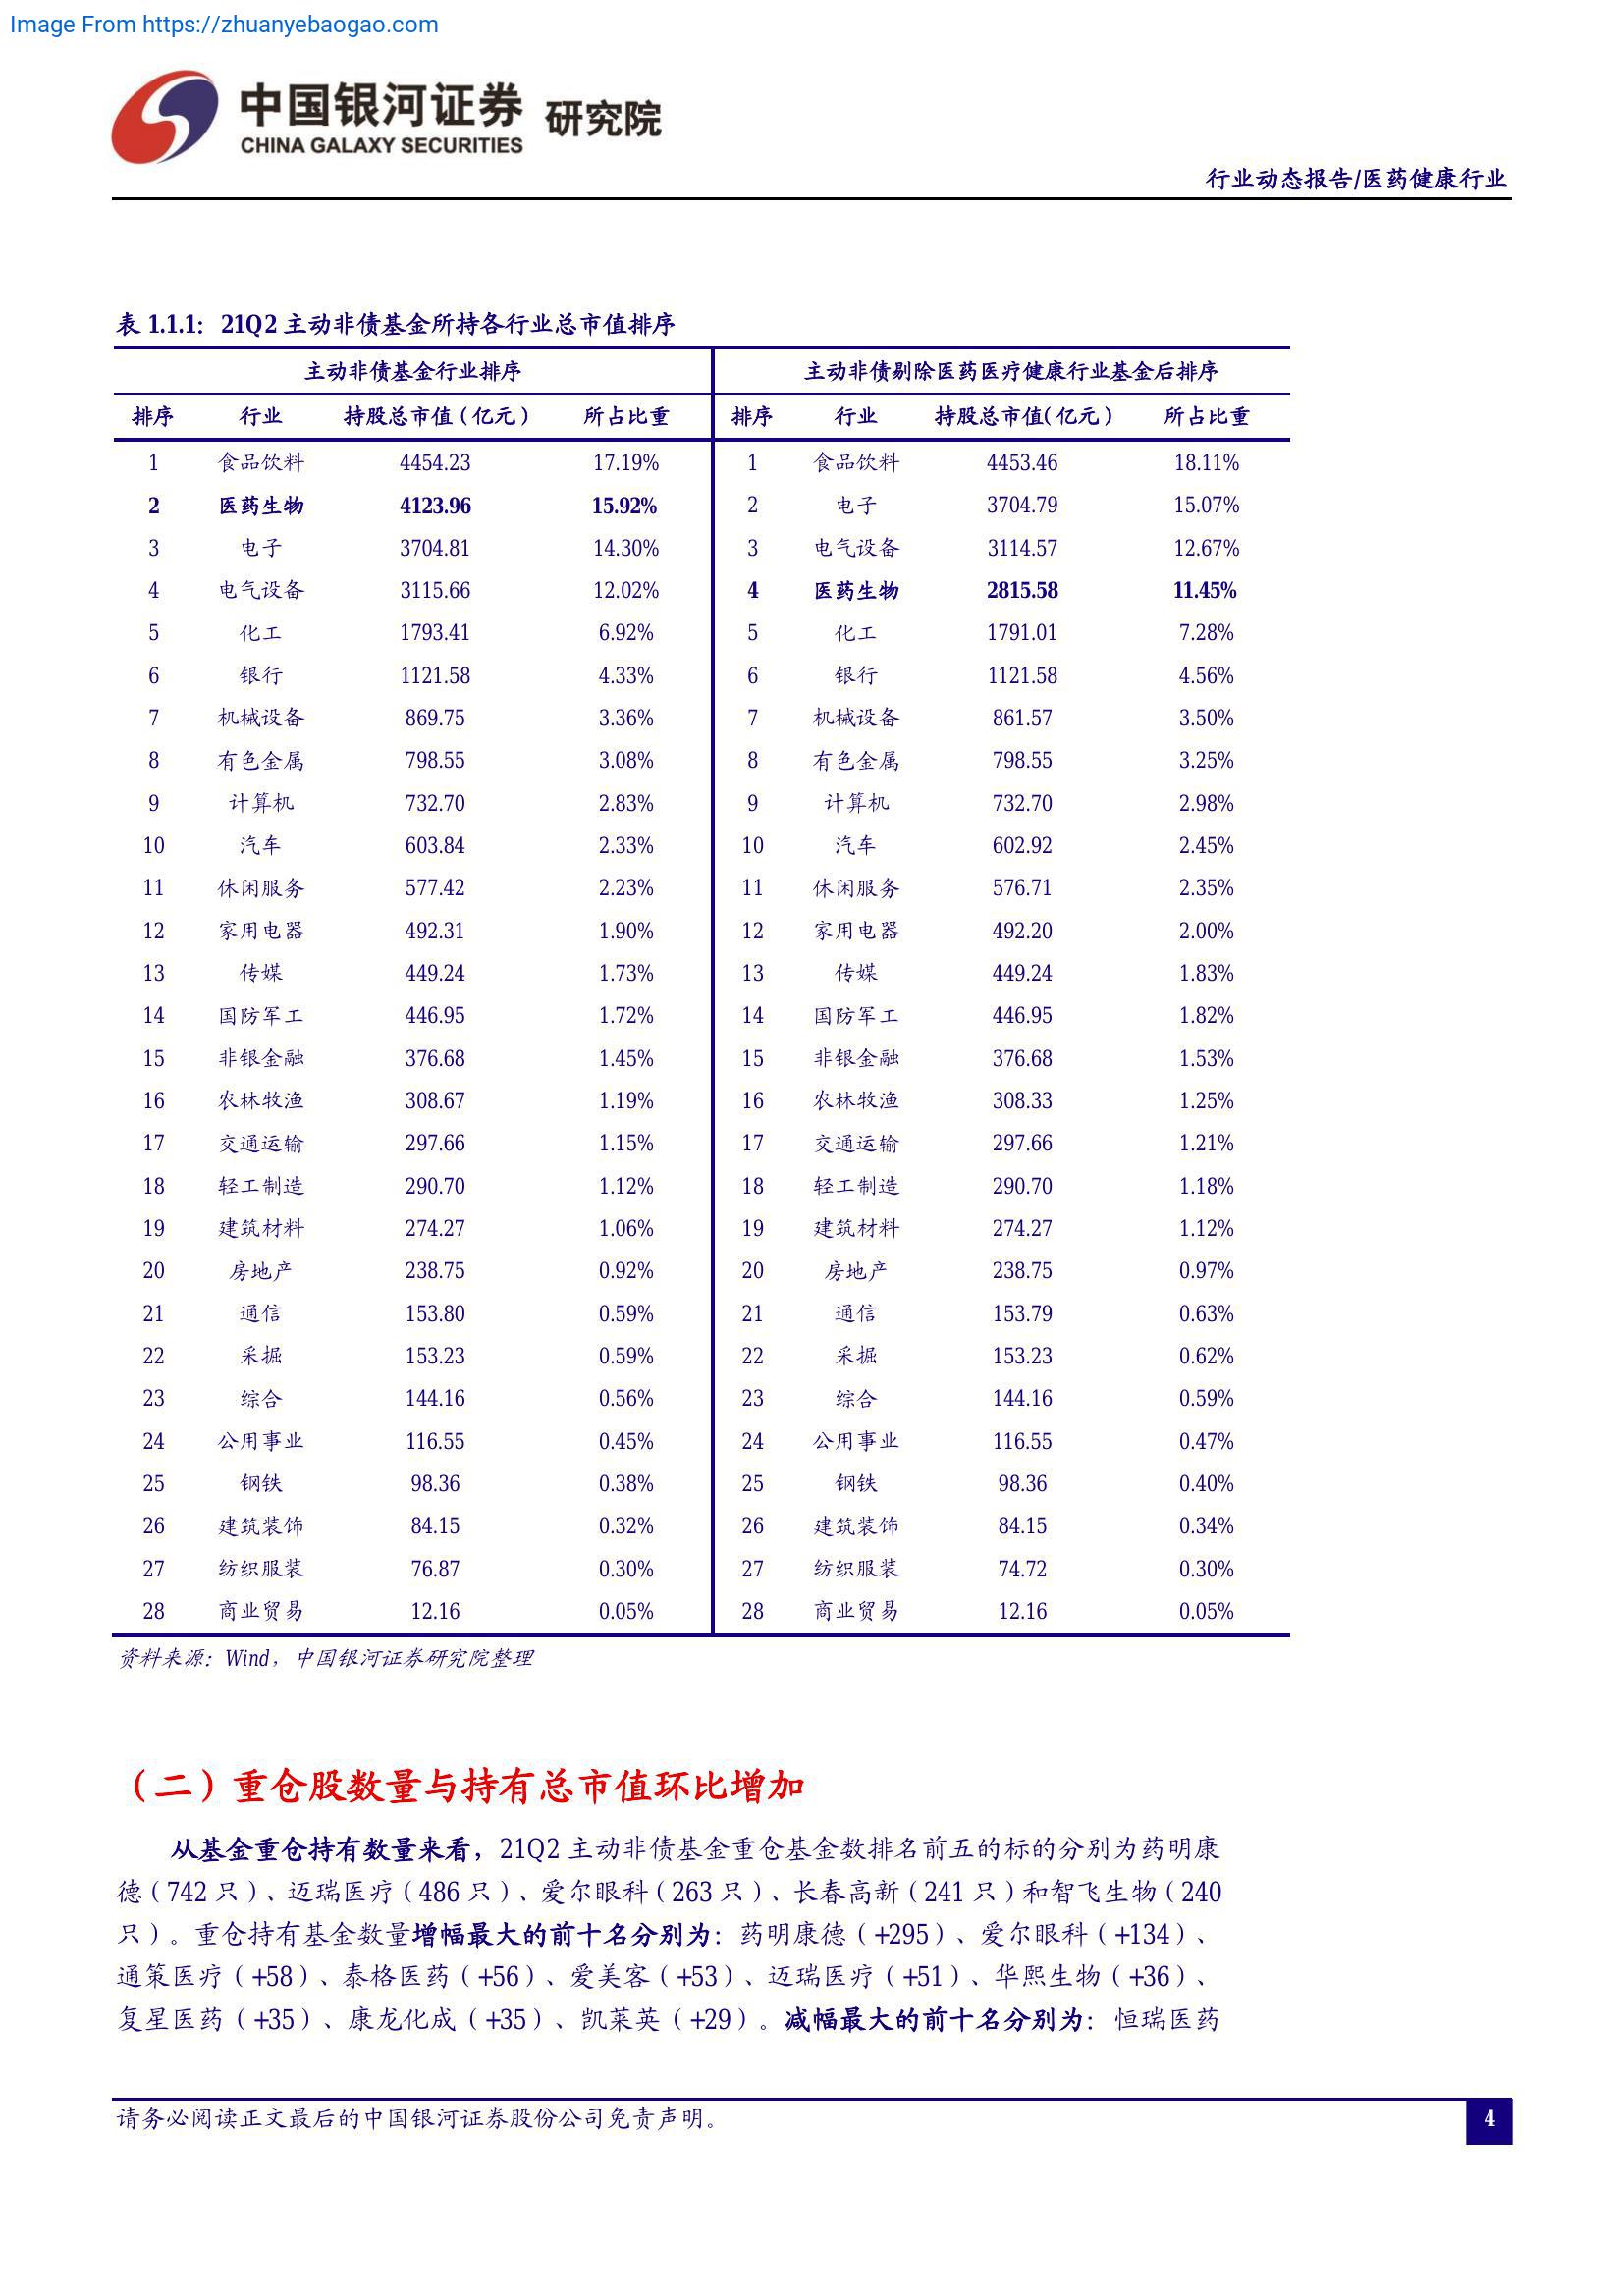 Image From https://zhuanyebaogao.com
中国银河证券 研究院
CHINA GALAXY SECURITIES
行业动态报告/医药健康行业
表 1.1.1: 21Q2 主动非债基金所持各行业总市值排序
主动非债基金行业排序 主动非债剔除医药医疗健康行业基金后排序
排序 行业 持股总市值（亿元） 所占比重 排序 行业 持股总市值（亿元） 所占比重
1 食品饮料 4454.23 17.19% 1 食品饮料 4453.46 18.11%
2 医药生物 4123.96 15.92% 2 电子 3704.79 15.07%
3 电子 3704.81 14.30% 3 电气设备 3114.57 12.67%
4 电气设备 3115.66 12.02% 4 医药生物 2815.58 11.45%
5 化工 1793.41 6.92% 5 化工 1791.01 7.28%
6 银行 1121.58 4.33% 6 银行 1121.58 4.56%
7 机械设备 869.75 3.36% 7 机械设备 861.57 3.50%
8 有色金属 798.55 3.08% 8 有色金属 798.55 3.25%
9 计算机 732.70 2.83% 9 计算机 732.70 2.98%
10 汽车 603.84 2.33% 10 汽车 602.92 2.45%
11 休闲服务 577.42 2.23% 11 休闲服务 576.71 2.35%
12 家用电器 492.31 1.90% 12 家用电器 492.20 2.00%
13 传媒 449.24 1.73% 13 传媒 449.24 1.83%
14 国防军工 446.95 1.72% 14 国防军工 446.95 1.82%
15 非银金融 376.68 1.45% 15 非银金融 376.68 1.53%
16 农林牧渔 308.67 1.19% 16 农林牧渔 308.33 1.25%
17 交通运输 297.66 1.15% 17 交通运输 297.66 1.21%
18 轻工制造 290.70 1.12% 18 轻工制造 290.70 1.18%
19 建筑材料 274.27 1.06% 19 建筑材料 274.27 1.12%
20 房地产 238.75 0.92% 20 房地产 238.75 0.97%
21 通信 153.80 0.59% 21 通信 153.79 0.63%
22 采掘 153.23 0.59% 22 采掘 153.23 0.62%
23 综合 144.16 0.56% 23 综合 144.16 0.59%
24 公用事业 116.55 0.45% 24 公用事业 116.55 0.47%
25 钢铁 98.36 0.38% 25 钢铁 98.36 0.40%
26 建筑装饰 84.15 0.32% 26 建筑装饰 84.15 0.34%
27 纺织服装 76.87 0.30% 27 纺织服装 74.72 0.30%
28 商业贸易 12.16 0.05% 28 商业贸易 12.16 0.05%
资料来源：Wind，中国银河证券研究院整理
（二）重仓股数量与持有总市值环比增加
从基金重仓持有数量来看，21Q2 主动非债基金重仓基金数排名前五的标的分别为药明康
德（742 只）、迈瑞医疗（486 只）、爱尔眼科（263 只）、长春高新（241 只）和智飞生物（240
只）。重仓持有基金数量增幅最大的前十名分别为：药明康德（+295）、爱尔眼科（+134）、
通策医疗（+58）、泰格医药（+56）、爱美客（+53）、迈瑞医疗（+51）、华熙生物（+36）、
复星医药（+35）、康龙化成（+35）、凯莱英（+29）。减幅最大的前十名分别为：恒瑞医药
请务必阅读正文最后的中国银河证券股份公司免责声明。
4